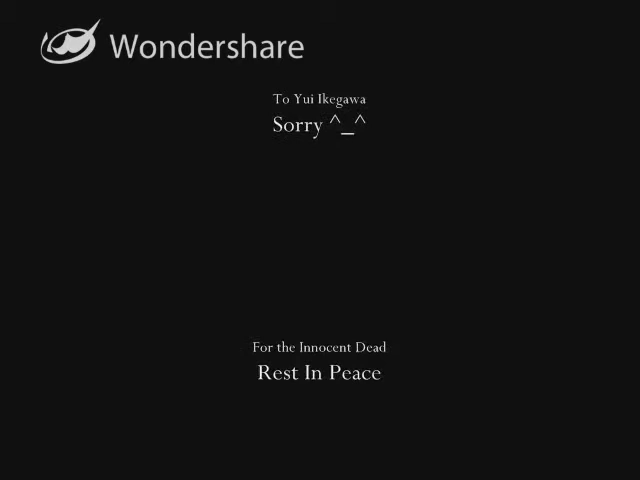 Wondershare
To Yui Ikegawa
Sorry ^_^
For the Innocent Dead
Rest In Peace